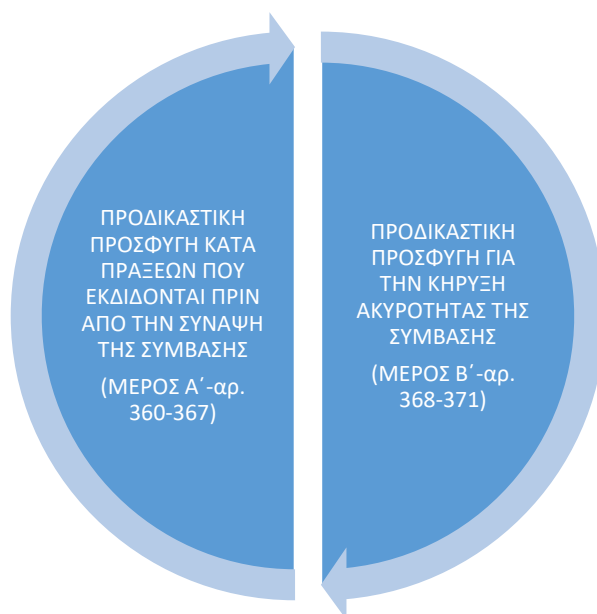 ΠΡΟΔΙΚΑΣΤΙΚΗ
ΠΡΟΣΦΥΓΗ ΚΑΤΑ
ΠΡΑΞΕΩΝ ΠΟΥ
ΕΚΔΙΔΟΝΤΑΙ ΠΡΙΝ
ΑΠΟ ΤΗΝ ΣΥΝΑΨΗ
ΤΗΣ ΣΥΜΒΑΣΗΣ
(ΜΕΡΟΣ Α΄-αρ.
360-367)
ΠΡΟΔΙΚΑΣΤΙΚΗ
ΠΡΟΣΦΥΓΗ ΓΙΑ
ΤΗΝ ΚΗΡΥΞΗ
ΑΚΥΡΟΤΗΤΑΣ ΤΗΣ
ΣΥΜΒΑΣΗΣ
(ΜΕΡΟΣ Β΄-αρ.
368-371)